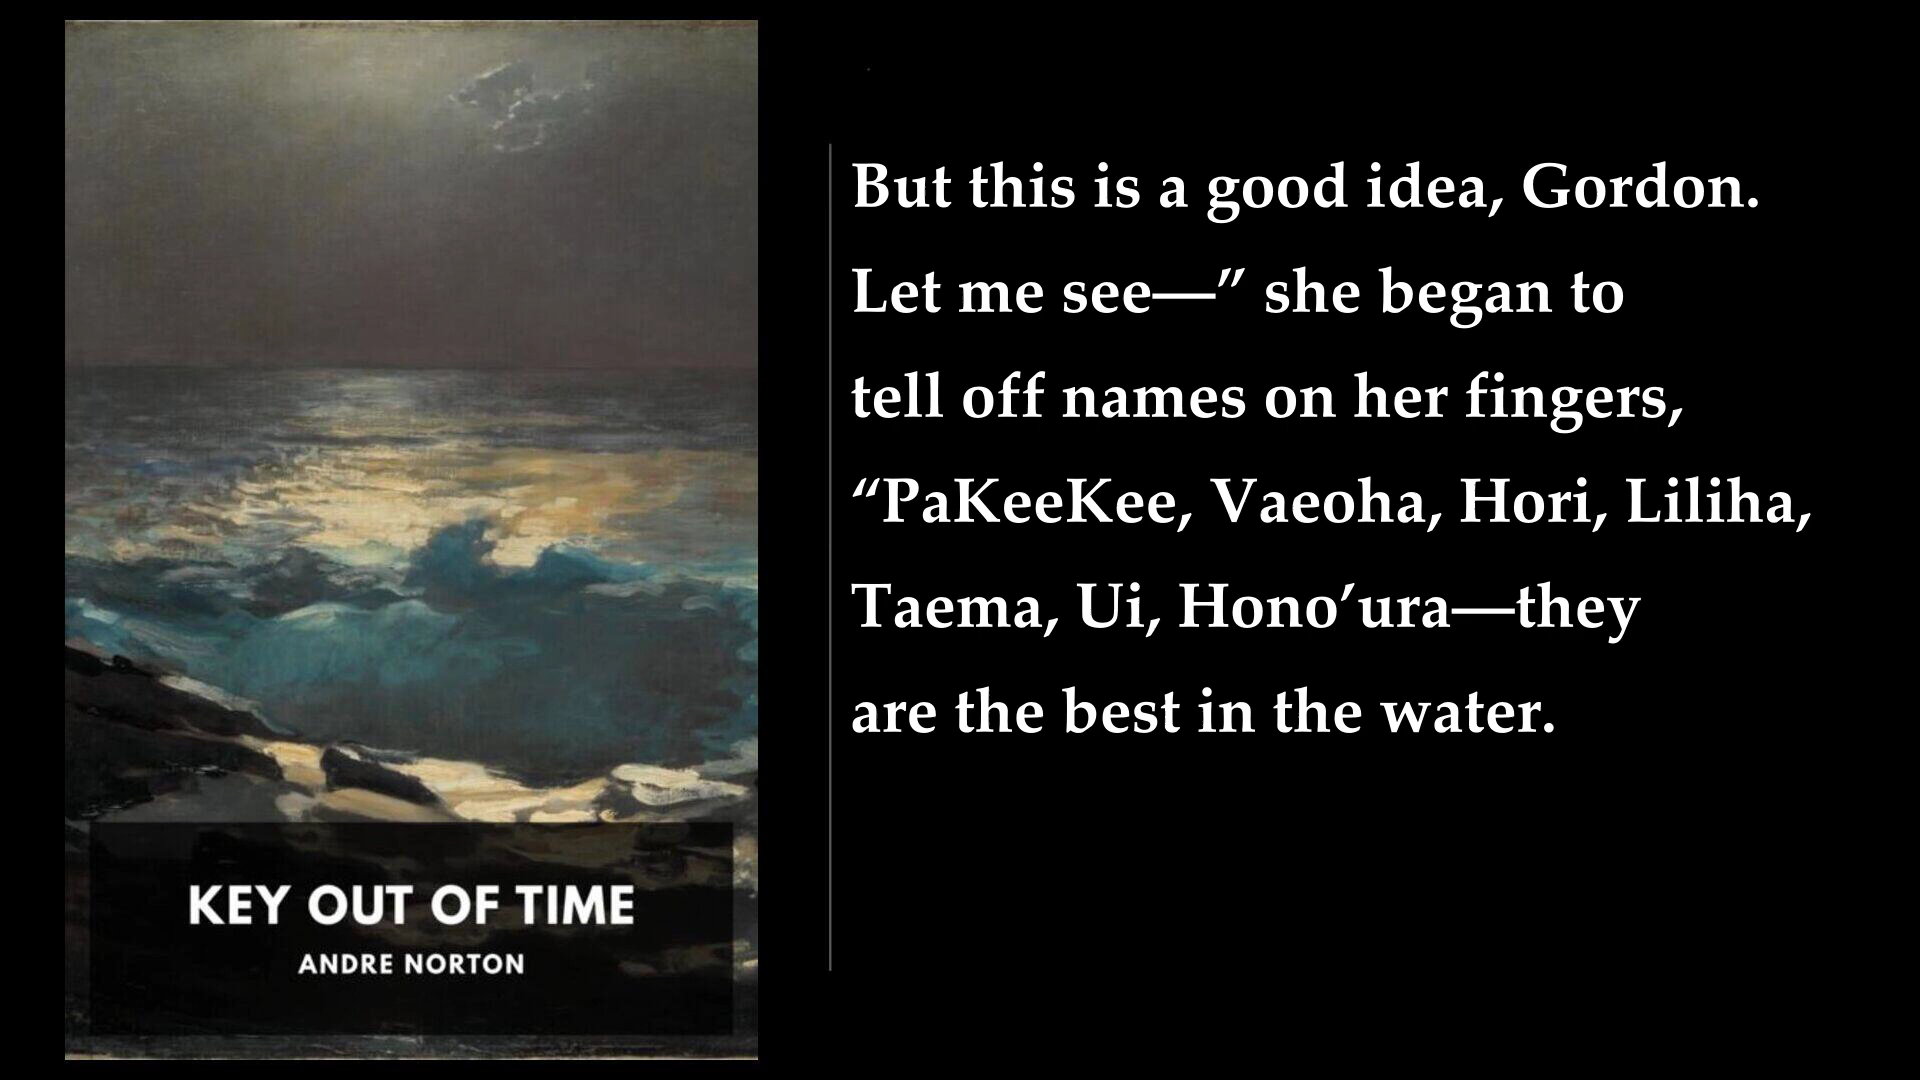 KEY OUT OF TIME
ANDRE NORTON
But this is a good idea, Gordon.
Let me see—” she began to
tell off names on her fingers,
“PaKeeKee, Vaeoha, Hori, Liliha,
Taema, Ui, Hono’ura—they
are the best in the water.